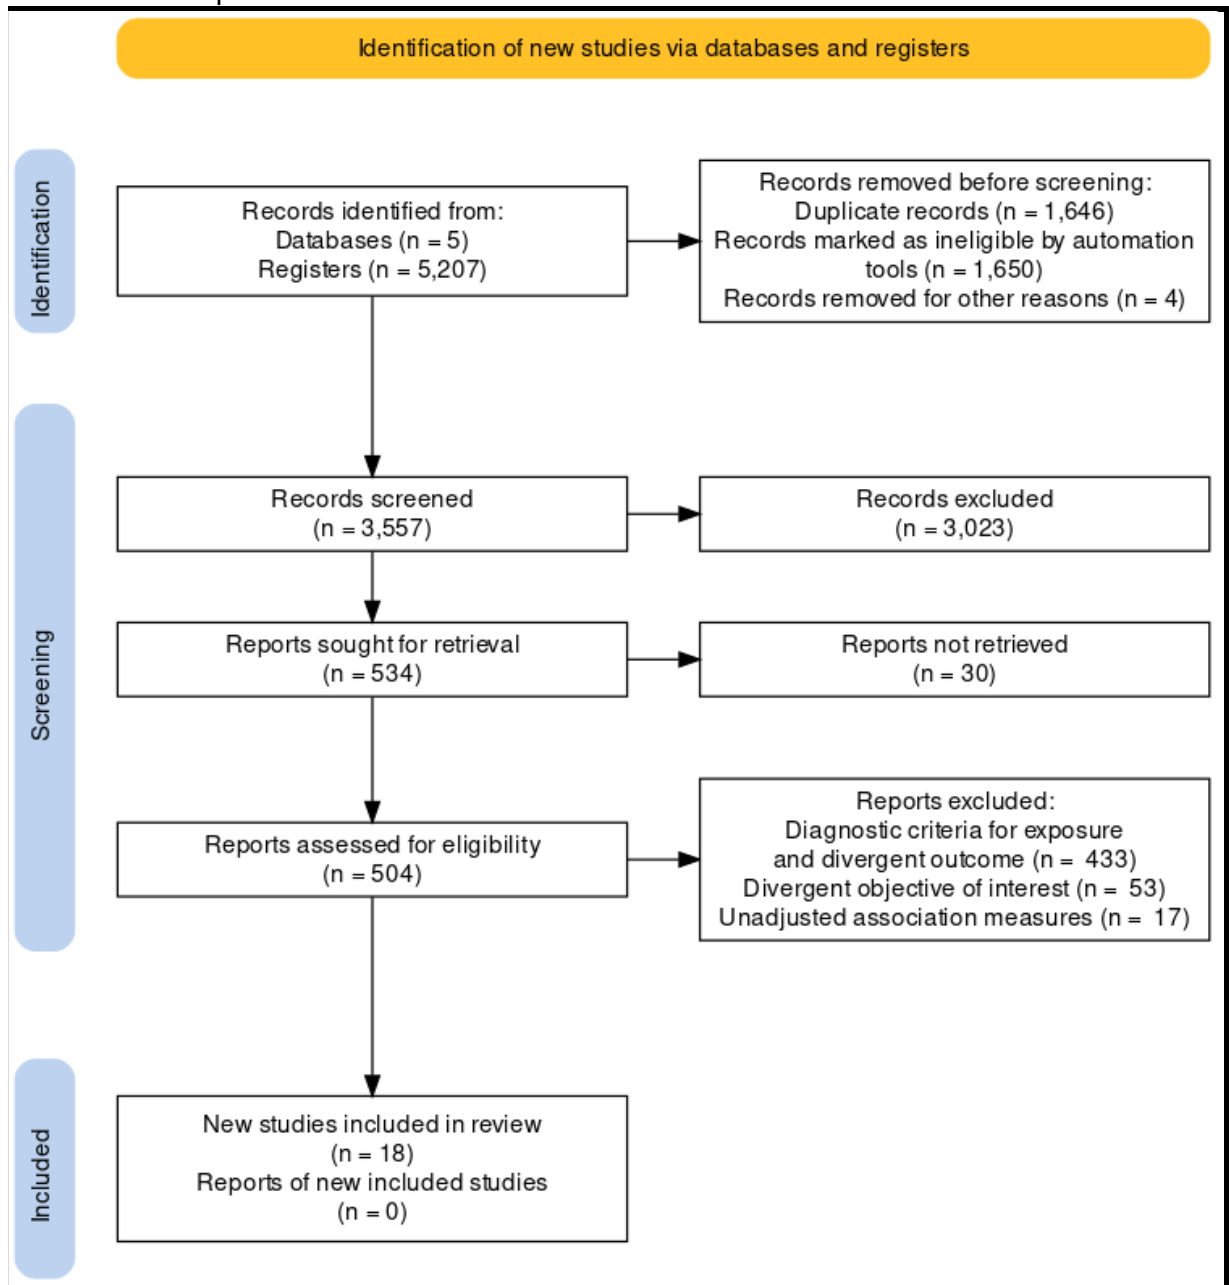 Identification of new studies via databases and registers
Identification
Records identified from:
Databases (n = 5)
Registers (n = 5,207)
Records removed before screening:
Duplicate records (n = 1,646)
Records marked as ineligible by automation
tools (n = 1,650)
Records removed for other reasons (n = 4)
Screening
Records screened
(n = 3,557)
Records excluded
(n = 3,023)
Reports sought for retrieval
(n = 534)
Reports not retrieved
(n = 30)
Reports assessed for eligibility
(n = 504)
Reports excluded:
Diagnostic criteria for exposure
and divergent outcome (n = 433)
Divergent objective of interest (n = 53)
Unadjusted association measures (n = 17)
Included
New studies included in review
(n = 18)
Reports of new included studies
(n = 0)